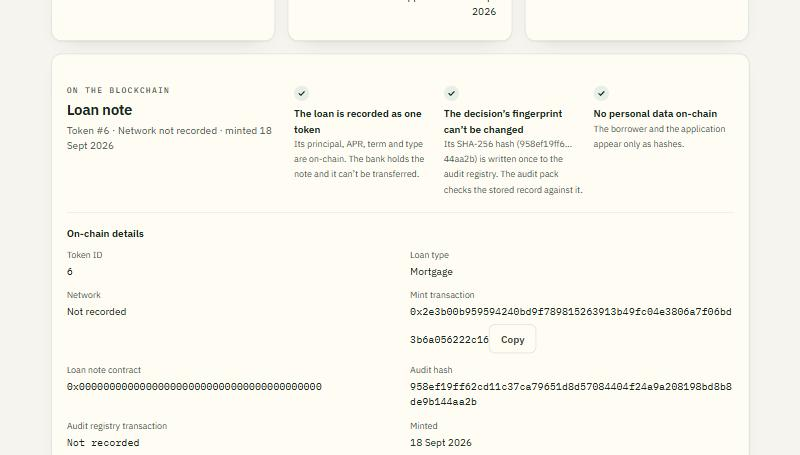 2026
ON THE BLOCKCHAIN
Loan note
Token #6 · Network not recorded · minted 18
Sept 2026
The loan is recorded as one
token
Its principal, APR, term and type
are on-chain. The bank holds the
note and it can't be transferred.
The decision's fingerprint
can't be changed
Its SHA-256 hash (958ef19ff6…
44aa2b) is written once to the
audit registry. The audit pack
checks the stored record against it.
No personal data on-chain
The borrower and the application
appear only as hashes.
On-chain details
Token ID
6
Loan type
Mortgage
Network
Not recorded
Mint transaction
0x2e3b00b959594240bd9f789815263913b49fc04e3806a7f06bd
3b6a056222c16
Copy
Loan note contract
0x0000000000000000000000000000000000000000
Audit hash
958ef19ff62cd11c37ca79651d8d57084404f24a9a208198bd8b8
de9b144aa2b
Audit registry transaction
Not recorded
Minted
18 Sept 2026